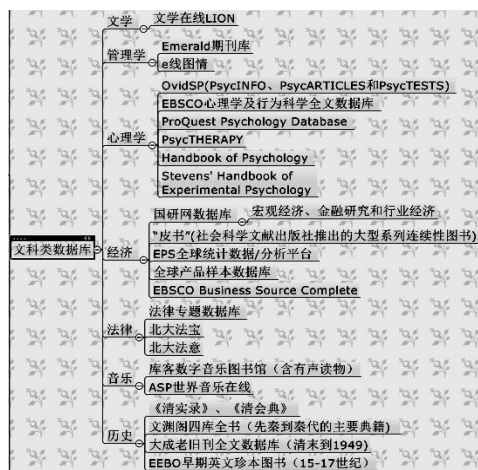 文学
文学在线LION
管理学
Emerald期刊库
e线图情
心理学
OvidSP(PsycINFO、PsycARTICLES和PsycTESTS)
EBSCO心理学及行为科学全文数据库
ProQuest Psychology Database
PsycTHERAPY
Handbook of Psychology
Stevens' Handbook of
Experimental Psychology
文科类数据库
经济
国研网数据库
宏观经济、金融研究和行业经济
“皮书”(社会科学文献出版社推出的大型系列连续性图书)
EPS全球统计数据/分析平台
全球产品样本数据库
EBSCO Business Source Complete
法律
法律专题数据库
北大法宝
北大法意
音乐
库客数字音乐图书馆（含有声读物）
ASP世界音乐在线
历史
《清实录》、《清会典》
文渊阁四库全书（先秦到秦代的主要典籍）
大成老旧刊全文数据库（清末到1949）
EEBO早期英文珍本图书（15-17世纪）